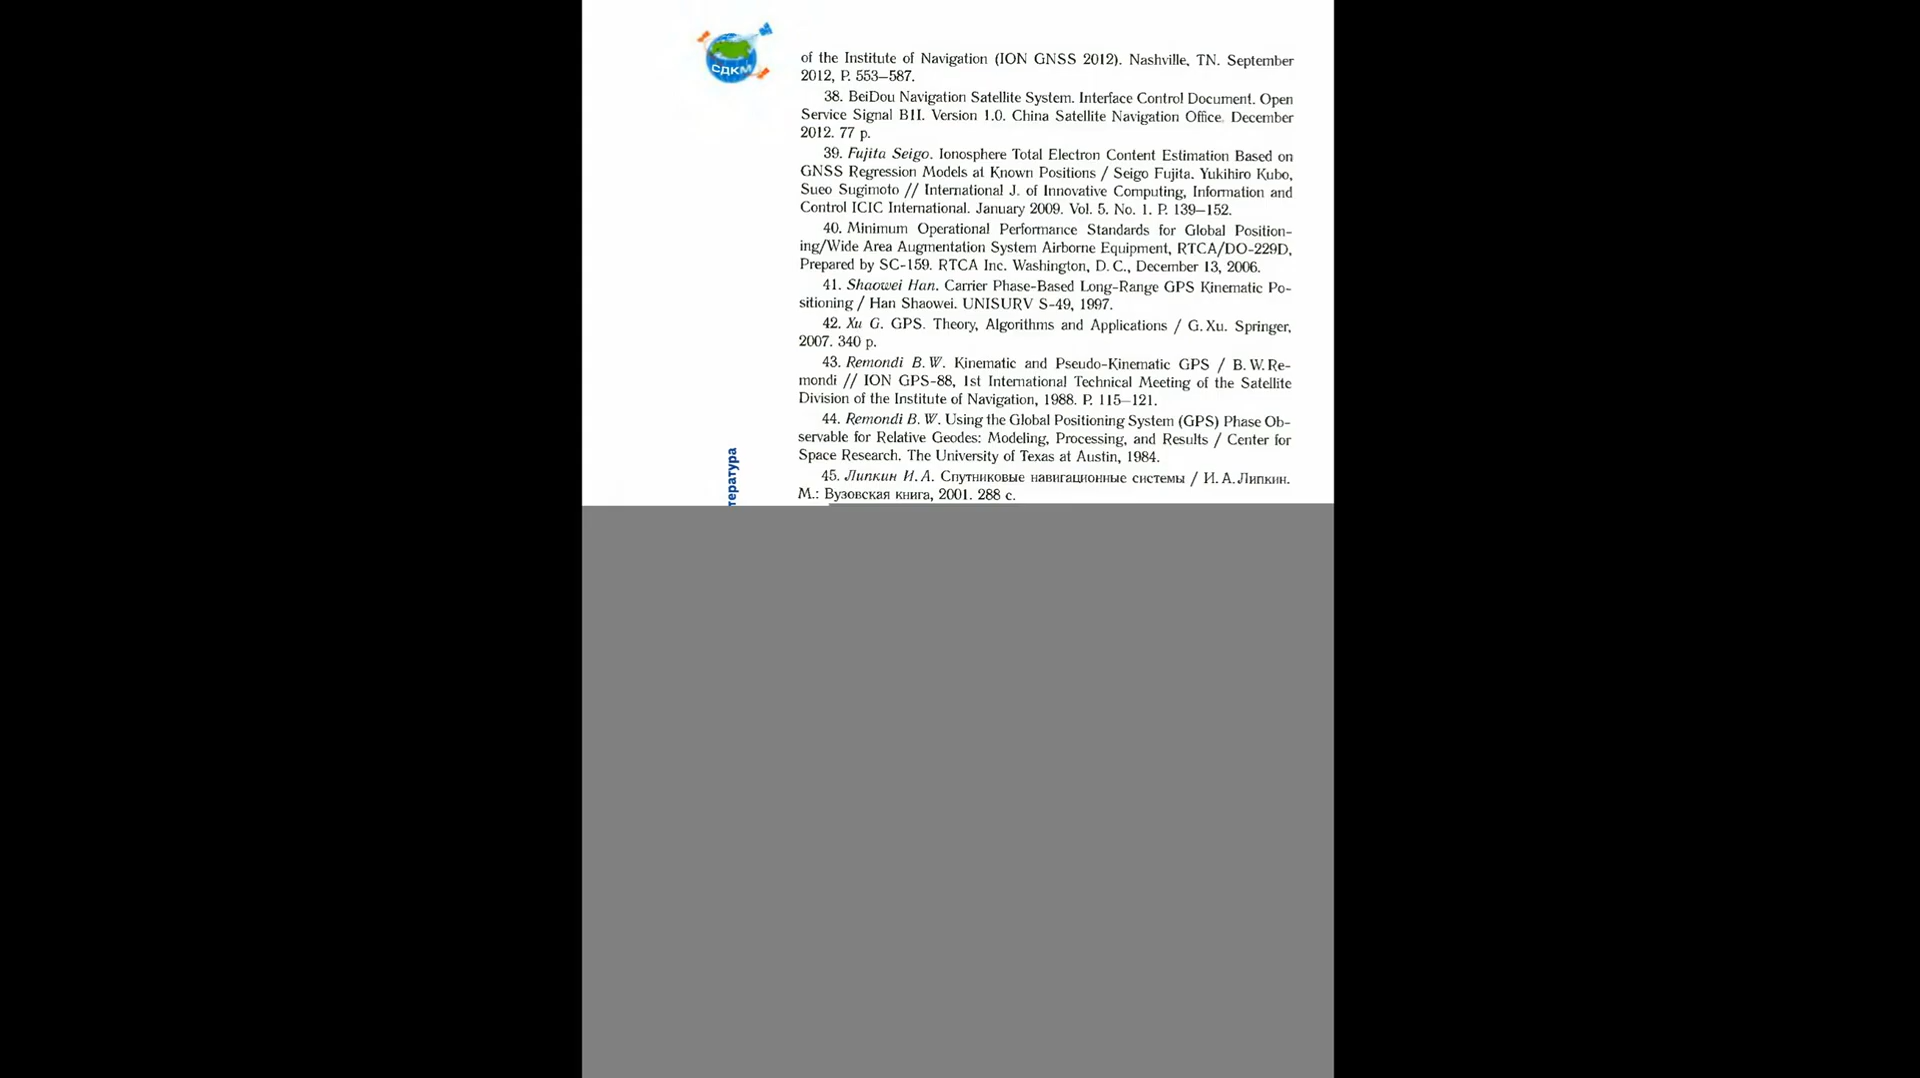 СДКМ
of the Institute of Navigation (ION GNSS 2012). Nashville, TN. September
2012, P. 553–587.
38. BeiDou Navigation Satellite System. Interface Control Document. Open
Service Signal B1I. Version 1.0. China Satellite Navigation Office. December
2012. 77 p.
39. Fujita Seigo. Ionosphere Total Electron Content Estimation Based on
GNSS Regression Models at Known Positions / Seigo Fujita. Yukihiro Kubo,
Sueo Sugimoto // International J. of Innovative Computing, Information and
Control ICIC International. January 2009. Vol. 5. No. 1. P. 139–152.
40. Minimum Operational Performance Standards for Global Position-
ing/Wide Area Augmentation System Airborne Equipment, RTCA/DO-229D,
Prepared by SC-159. RTCA Inc. Washington, D. C., December 13, 2006.
41. Shaowei Han. Carrier Phase-Based Long-Range GPS Kinematic Po-
sitioning / Han Shaowei. UNISURV S-49, 1997.
42. Xu G. GPS. Theory, Algorithms and Applications / G. Xu. Springer,
2007. 340 p.
43. Remondi B. W. Kinematic and Pseudo-Kinematic GPS / B. W. Re-
mondi // ION GPS-88, 1st International Technical Meeting of the Satellite
Division of the Institute of Navigation, 1988. P. 115–121.
44. Remondi B. W. Using the Global Positioning System (GPS) Phase Ob-
servable for Relative Geodes: Modeling, Processing, and Results / Center for
Space Research. The University of Texas at Austin, 1984.
45. Липкин И. А. Спутниковые навигационные системы / И. А. Липкин.
М.: Вузовская книга, 2001. 288 с.
тература